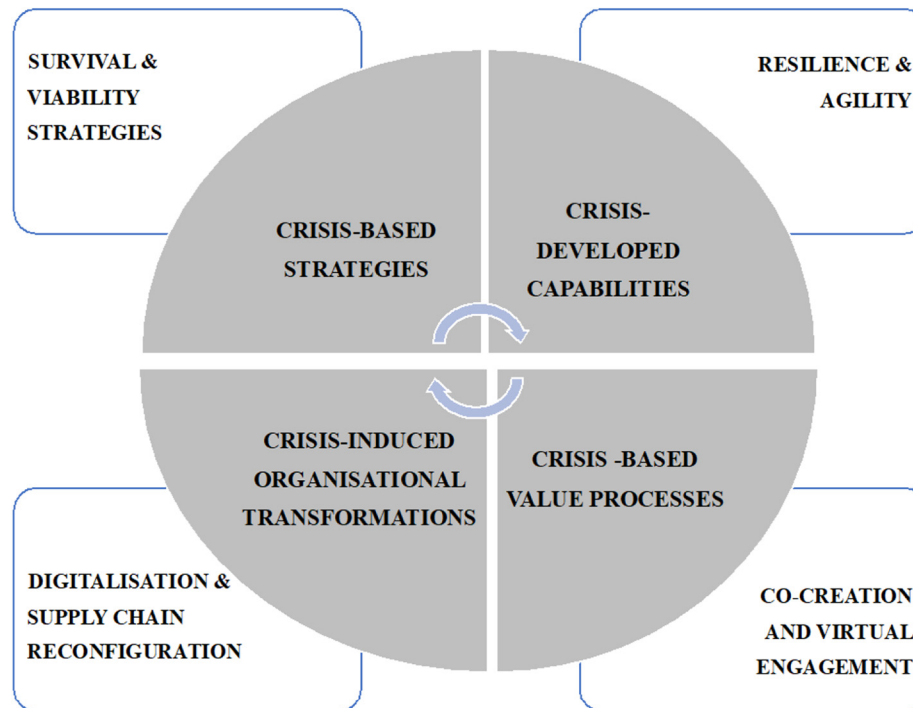 SURVIVAL &
VIABILITY
STRATEGIES
RESILIENCE &
AGILITY
CRISIS-BASED
STRATEGIES
CRISIS-
DEVELOPED
CAPABILITIES
CRISIS-INDUCED
ORGANISATIONAL
TRANSFORMATIONS
CRISIS -BASED
VALUE PROCESSES
DIGITALISATION &
SUPPLY CHAIN
RECONFIGURATION
CO-CREATION
AND VIRTUAL
ENGAGEMENT